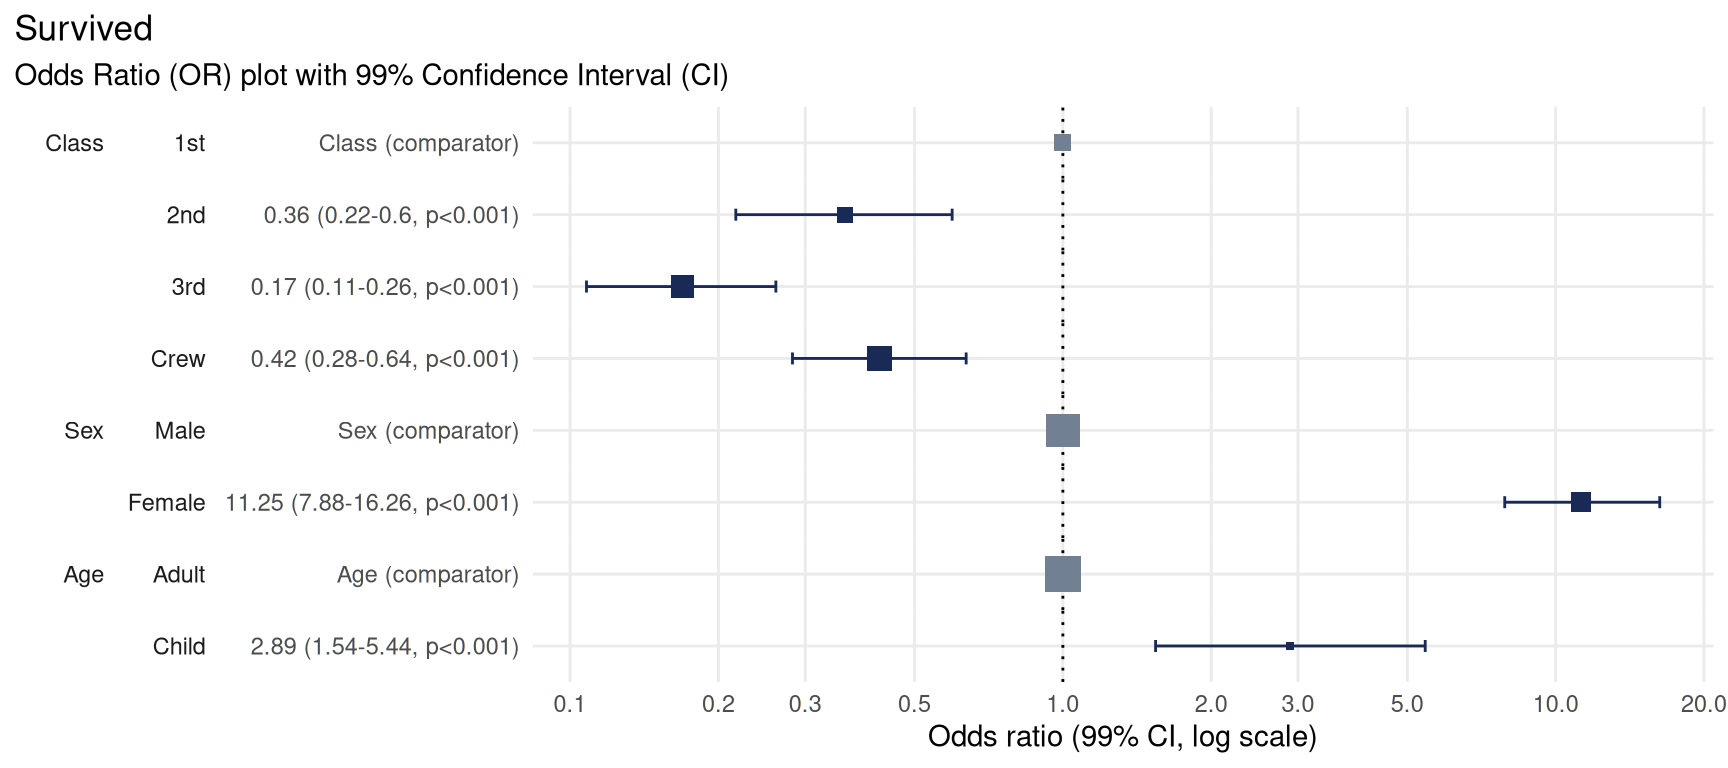 Survived
Odds Ratio (OR) plot with 99% Confidence Interval (CI)
Class 1st Class (comparator)
2nd 0.36 (0.22-0.6, p<0.001)
3rd 0.17 (0.11-0.26, p<0.001)
Crew 0.42 (0.28-0.64, p<0.001)
Sex Male Sex (comparator)
Female 11.25 (7.88-16.26, p<0.001)
Age Adult Age (comparator)
Child 2.89 (1.54-5.44, p<0.001)
0.1 0.2 0.3 0.5 1.0 2.0 3.0 5.0 10.0 20.0
Odds ratio (99% CI, log scale)